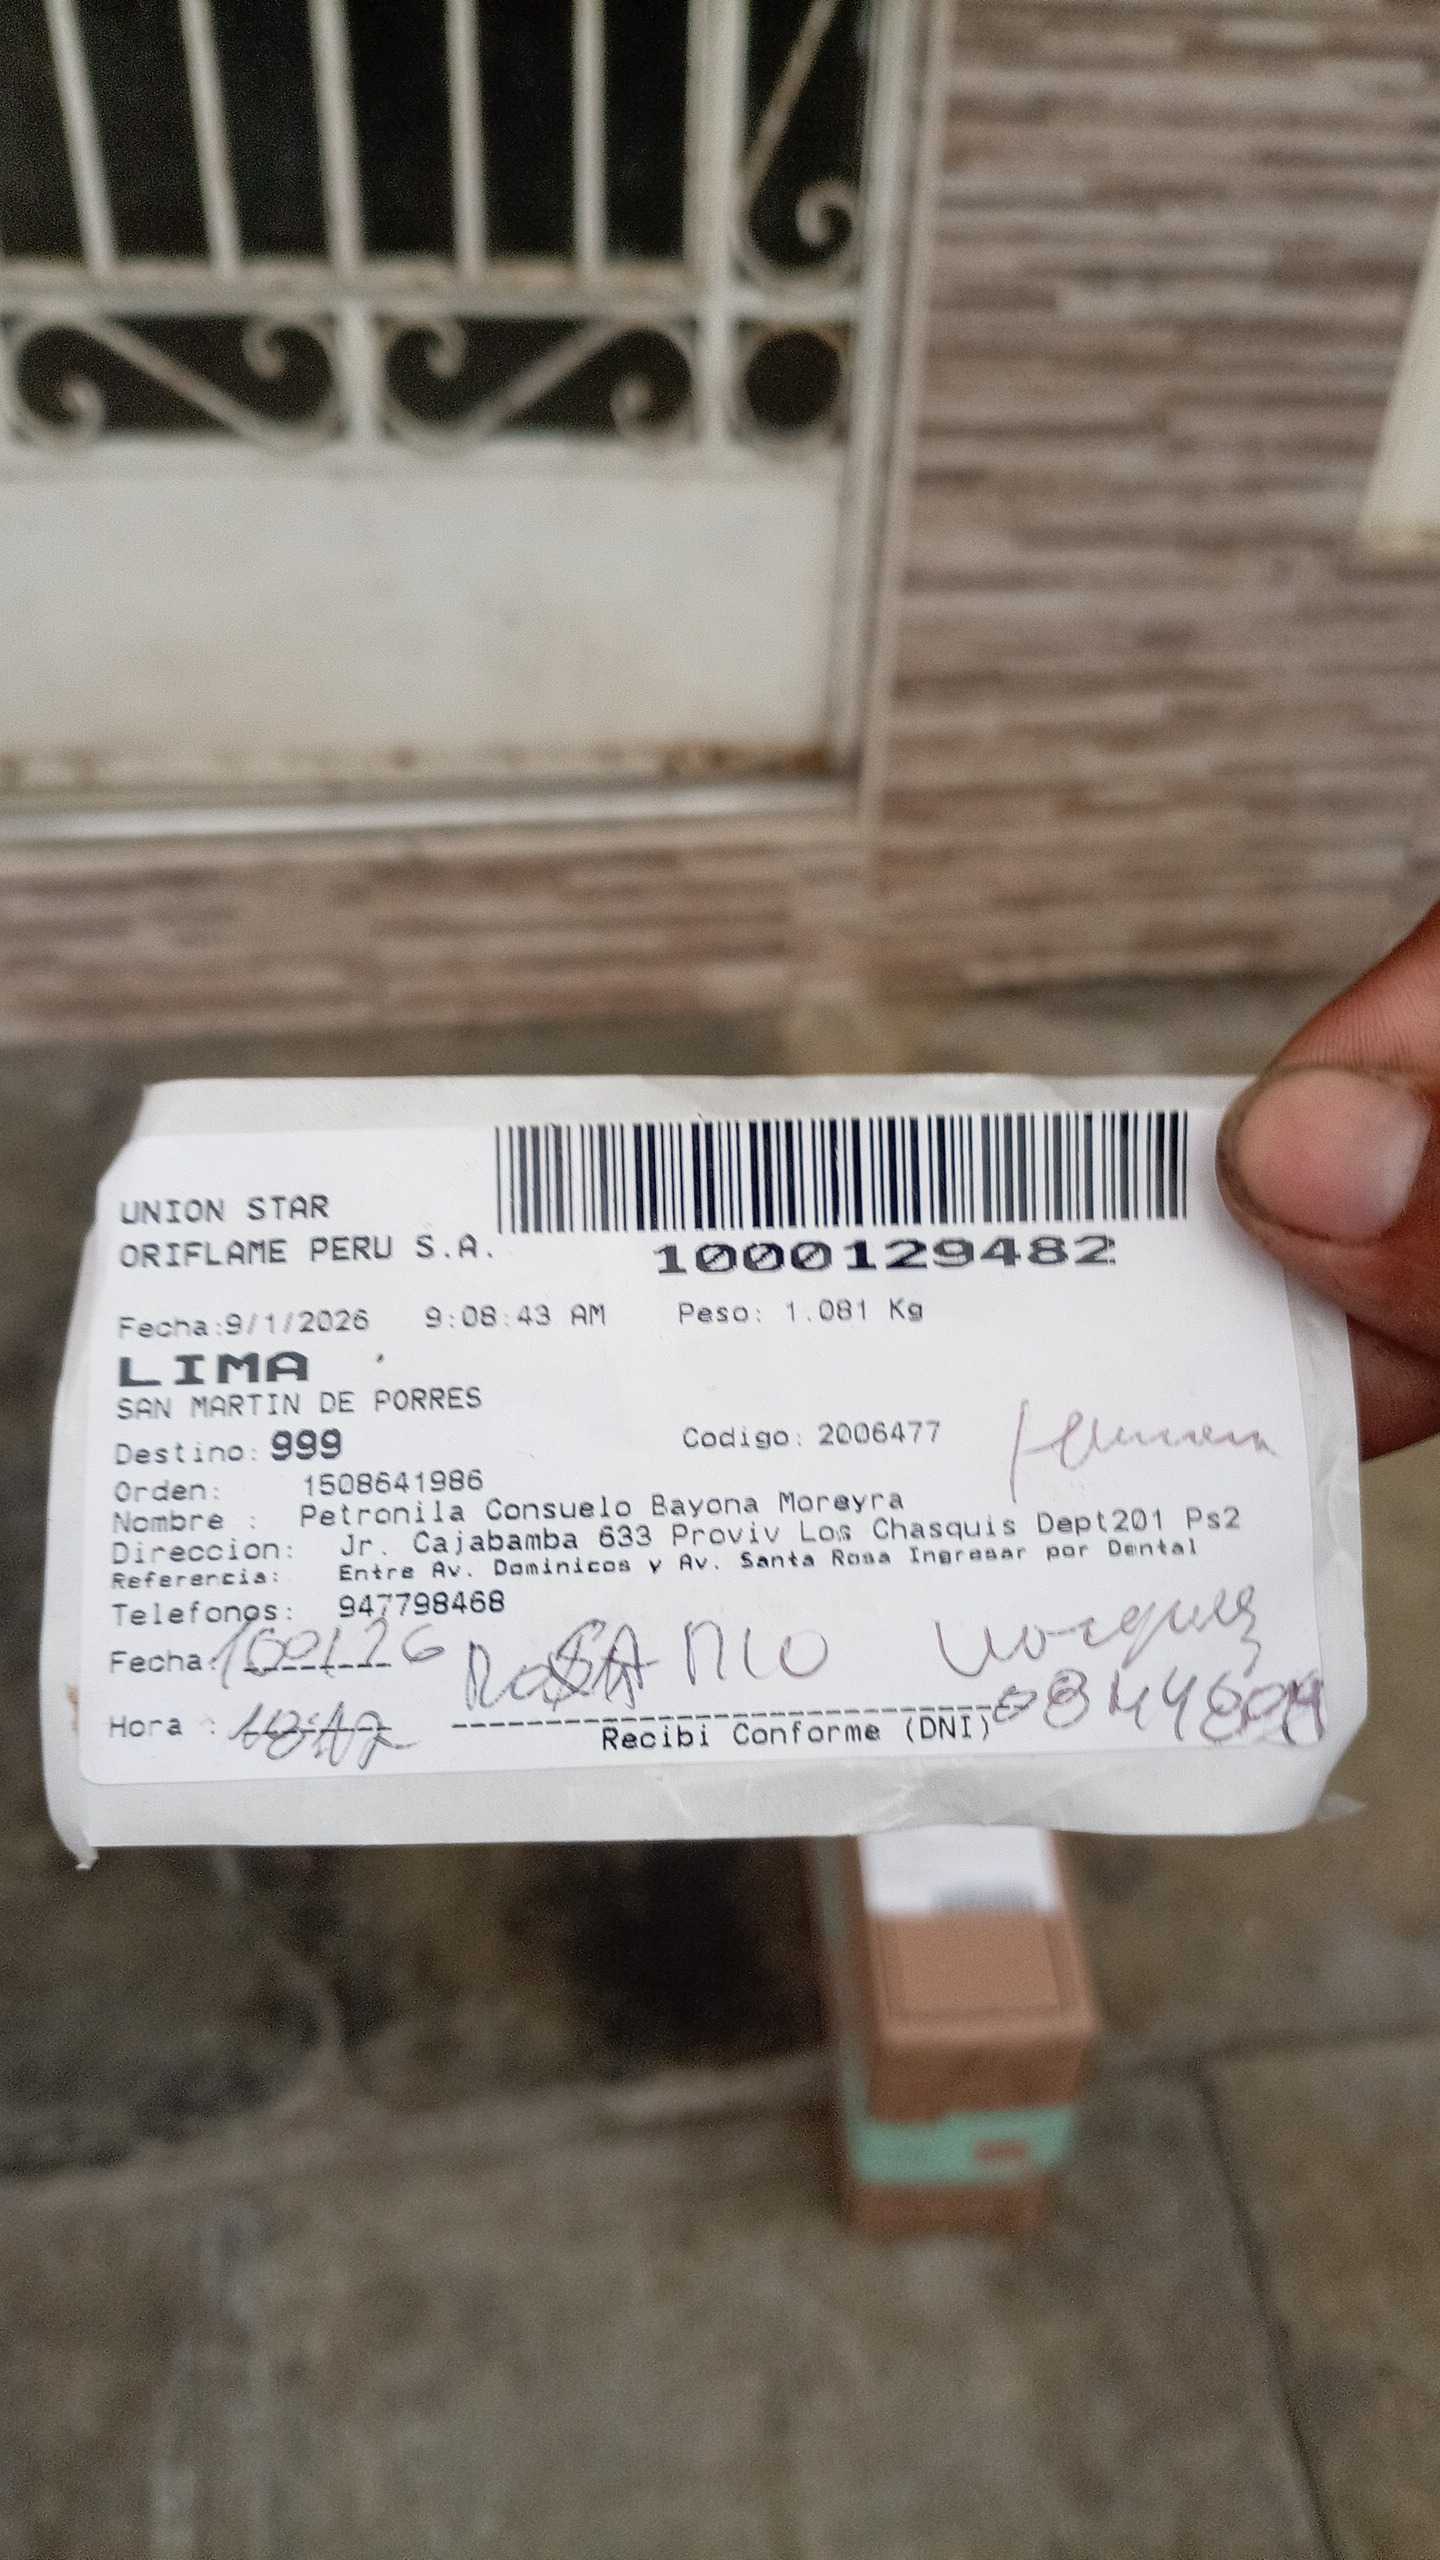 UNION STAR
ORIFLAME PERU S.A.
1000129482
Fecha:9/1/2026 9:08:43 AM Peso: 1.081 Kg
LIMA
SAN MARTIN DE PORRES
Destino: 999 Codigo: 2006477
Orden: 1508641986
Nombre : Petronila Consuelo Bayona Moreyra
Direccion: Jr. Cajabamba 633 Proviv Los Chasquis Dept201 Ps2
Referencia: Entre Av. Dominicos y Av. Santa Rosa Ingresar por Dental
Telefonos: 947798468
Fecha: ROSARIO
Hora :
Recibi Conforme (DNI)